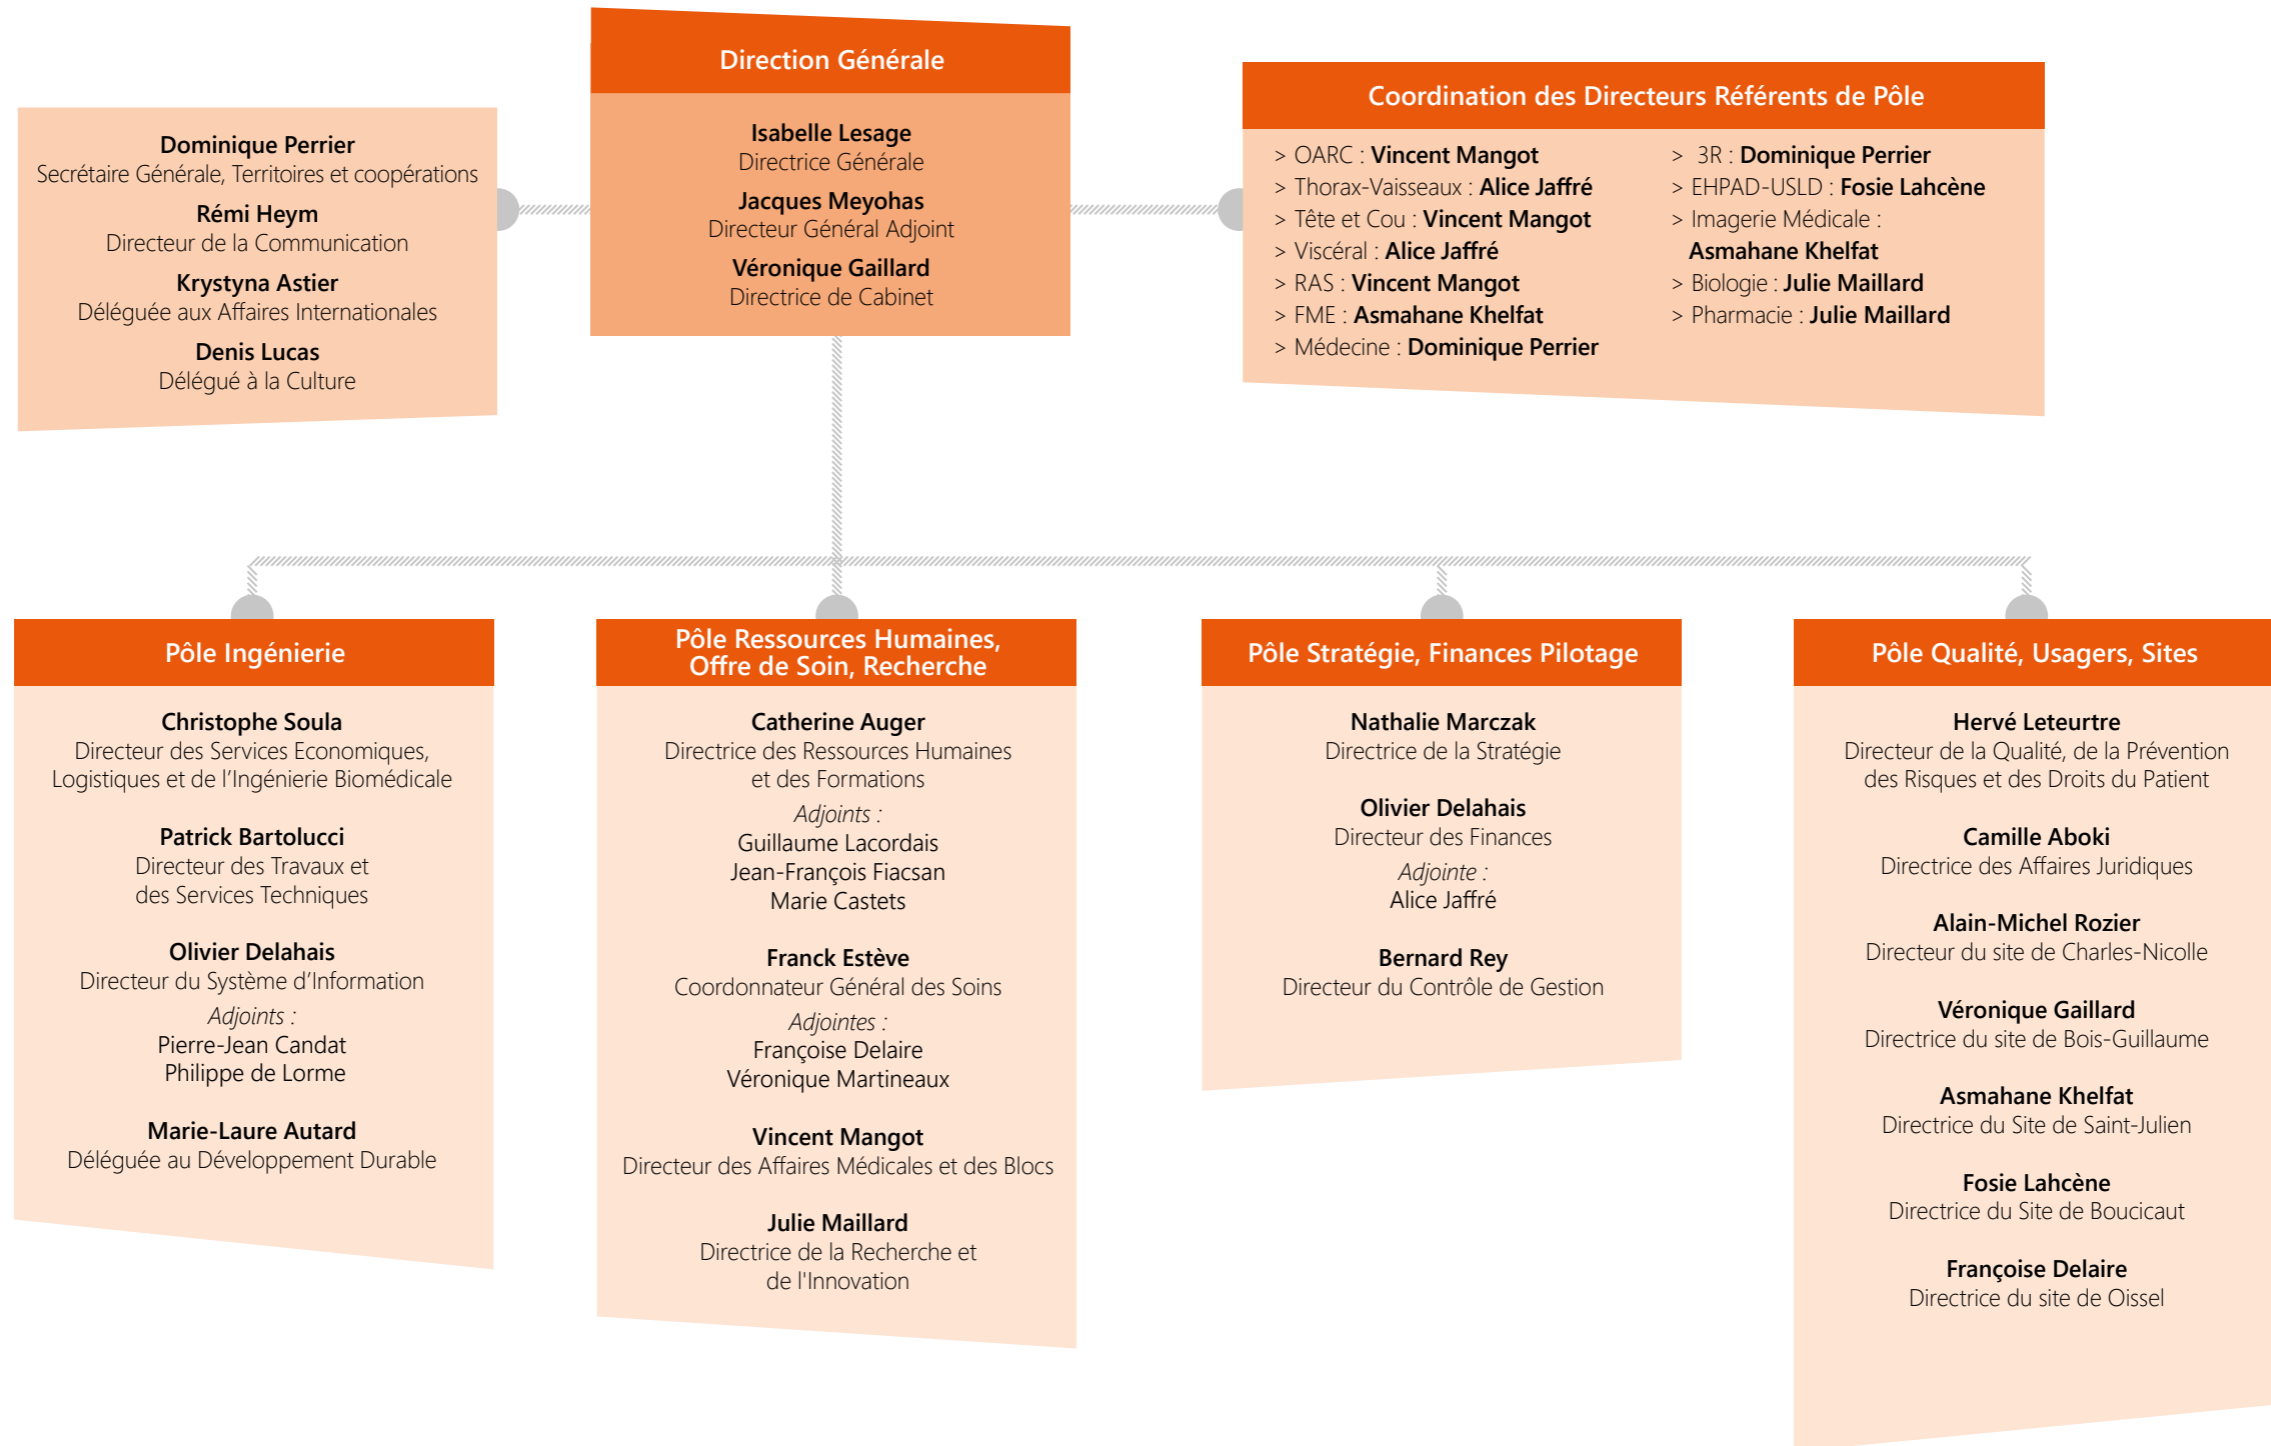 Direction Générale
Isabelle Lesage
Directrice Générale
Jacques Meyohas
Directeur Général Adjoint
Véronique Gaillard
Directrice de Cabinet
Dominique Perrier
Secrétaire Générale, Territoires et coopérations
Rémi Heym
Directeur de la Communication
Krystyna Astier
Déléguée aux Affaires Internationales
Denis Lucas
Délégué à la Culture
Coordination des Directeurs Référents de Pôle
> OARC : Vincent Mangot
> Thorax-Vaisseaux : Alice Jaffré
> Tête et Cou : Vincent Mangot
> Viscéral : Alice Jaffré
> RAS : Vincent Mangot
> FME : Asmahane Khelfat
> Médecine : Dominique Perrier
> 3R : Dominique Perrier
> EHPAD-USLD : Fosie Lahcène
> Imagerie Médicale :
Asmahane Khelfat
> Biologie : Julie Maillard
> Pharmacie : Julie Maillard
Pôle Ingénierie
Christophe Soula
Directeur des Services Economiques,
Logistiques et de l’Ingénierie Biomédicale
Patrick Bartolucci
Directeur des Travaux et
des Services Techniques
Olivier Delahais
Directeur du Système d’Information
Adjoints :
Pierre-Jean Candat
Philippe de Lorme
Marie-Laure Autard
Déléguée au Développement Durable
Pôle Ressources Humaines,
Offre de Soin, Recherche
Catherine Auger
Directrice des Ressources Humaines
et des Formations
Adjoints :
Guillaume Lacordais
Jean-François Fiacsan
Marie Castets
Franck Estève
Coordonnateur Général des Soins
Adjointes :
Françoise Delaire
Véronique Martineaux
Vincent Mangot
Directeur des Affaires Médicales et des Blocs
Julie Maillard
Directrice de la Recherche et
de l'Innovation
Pôle Stratégie, Finances Pilotage
Nathalie Marczak
Directrice de la Stratégie
Olivier Delahais
Directeur des Finances
Adjointe :
Alice Jaffré
Bernard Rey
Directeur du Contrôle de Gestion
Pôle Qualité, Usagers, Sites
Hervé Leteurtre
Directeur de la Qualité, de la Prévention
des Risques et des Droits du Patient
Camille Aboki
Directrice des Affaires Juridiques
Alain-Michel Rozier
Directeur du site de Charles-Nicolle
Véronique Gaillard
Directrice du site de Bois-Guillaume
Asmahane Khelfat
Directrice du Site de Saint-Julien
Fosie Lahcène
Directrice du Site de Boucicaut
Françoise Delaire
Directrice du site de Oissel